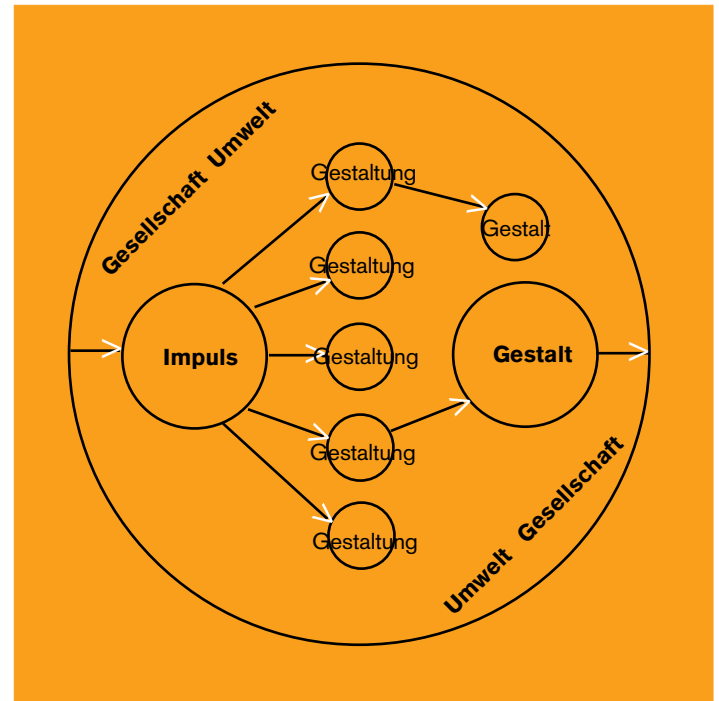 Gesellschaft Umwelt
Gestaltung
Gestalt
Gestaltung
Impuls
Gestaltung
Gestalt
Gestaltung
Gestaltung
Umwelt Gesellschaft